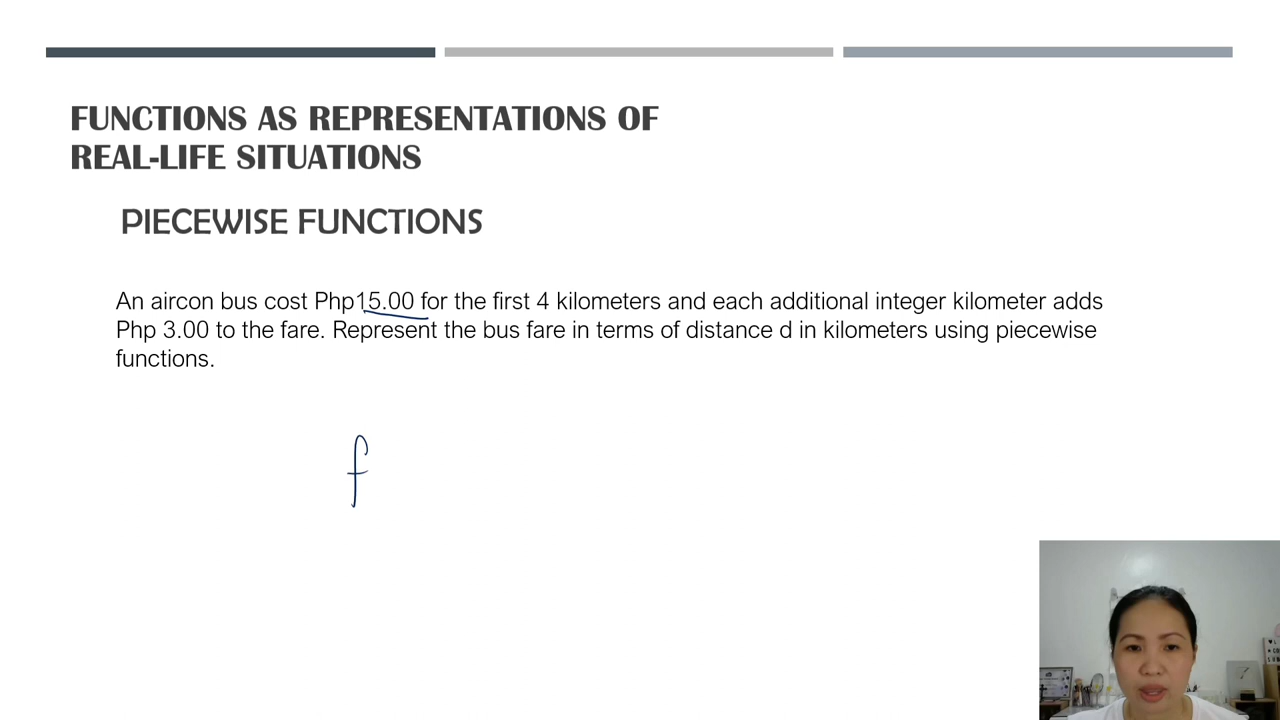 FUNCTIONS AS REPRESENTATIONS OF
REAL-LIFE SITUATIONS
PIECEWISE FUNCTIONS
An aircon bus cost Php15.00 for the first 4 kilometers and each additional integer kilometer adds
Php 3.00 to the fare. Represent the bus fare in terms of distance d in kilometers using piecewise
functions.
f